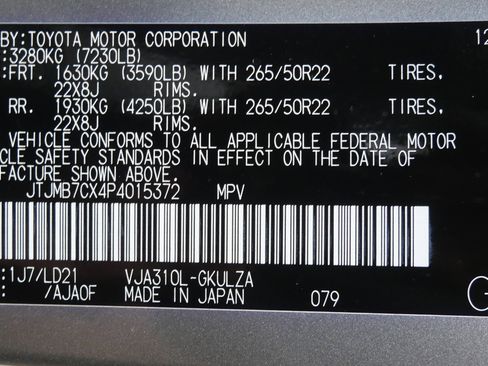 BY:TOYOTA MOTOR CORPORATION 12
:3280KG (7230LB)
:FRT. 1630KG (3590LB) WITH 265/50R22 TIRES.
22X8J RIMS.
RR. 1930KG (4250LB) WITH 265/50R22 TIRES.
22X8J RIMS.
VEHICLE CONFORMS TO ALL APPLICABLE FEDERAL MOTOR
CLE SAFETY STANDARDS IN EFFECT ON THE DATE OF
FACTURE SHOWN ABOVE.
JTJMB7CX4P4015372 MPV
:1J7/LD21 VJA310L-GKULZA
: /AJA0F MADE IN JAPAN 079